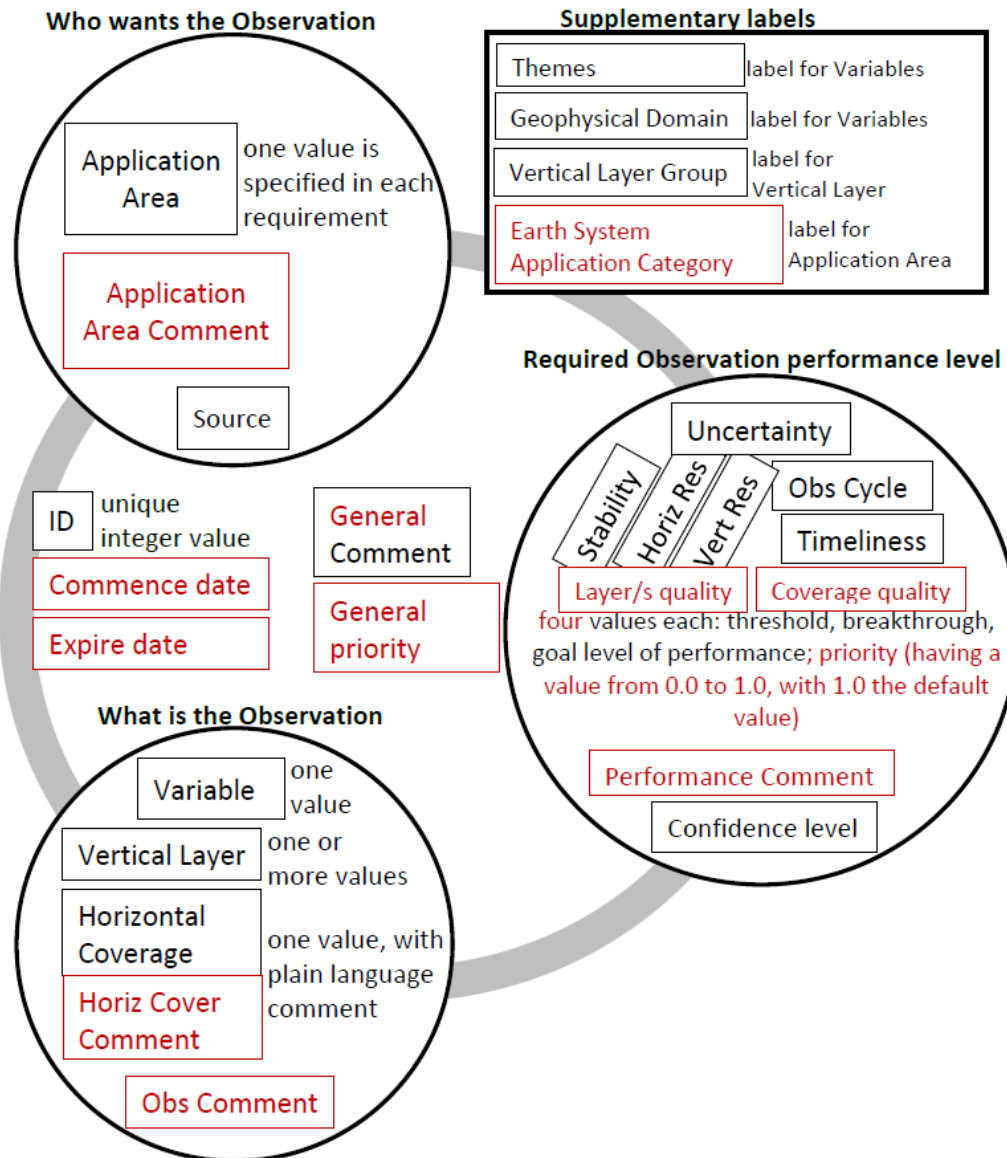 Who wants the Observation
Application
Area
one value is
specified in each
requirement
Application
Area Comment
Source
Supplementary labels
Themes
label for Variables
Geophysical Domain
label for Variables
Vertical Layer Group
label for
Vertical Layer
Earth System
Application Category
label for
Application Area
Required Observation performance level
Uncertainty
Stability
Horiz Res
Vert Res
Obs Cycle
Timeliness
Layer/s quality
Coverage quality
four values each: threshold, breakthrough,
goal level of performance; priority (having a
value from 0.0 to 1.0, with 1.0 the default
value)
Performance Comment
Confidence level
ID
unique
integer value
Commence date
Expire date
General
Comment
General
priority
What is the Observation
Variable
one
value
Vertical Layer
one or
more values
Horizontal
Coverage
one value, with
plain language
comment
Horiz Cover
Comment
Obs Comment